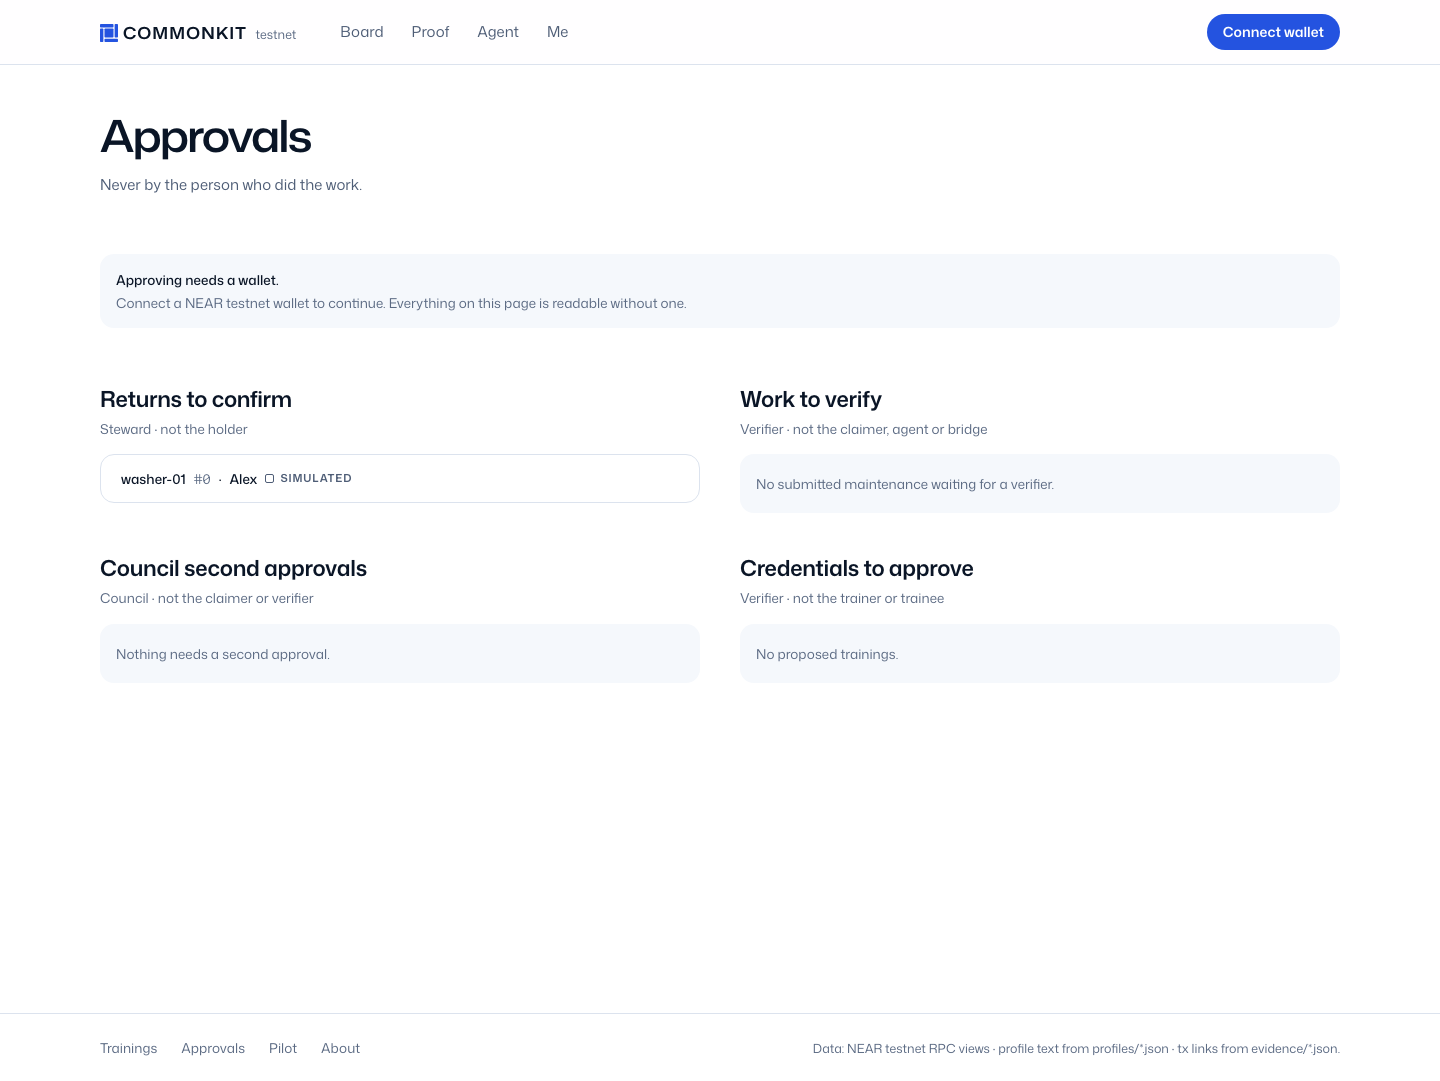 COMMONKIT testnet Board Proof Agent Me Connect wallet
Approvals
Never by the person who did the work.
Approving needs a wallet.
Connect a NEAR testnet wallet to continue. Everything on this page is readable without one.
Returns to confirm
Steward · not the holder
washer-01 #0 · Alex SIMULATED
Work to verify
Verifier · not the claimer, agent or bridge
No submitted maintenance waiting for a verifier.
Council second approvals
Council · not the claimer or verifier
Nothing needs a second approval.
Credentials to approve
Verifier · not the trainer or trainee
No proposed trainings.
Trainings Approvals Pilot About
Data: NEAR testnet RPC views · profile text from profiles/*.json · tx links from evidence/*.json.